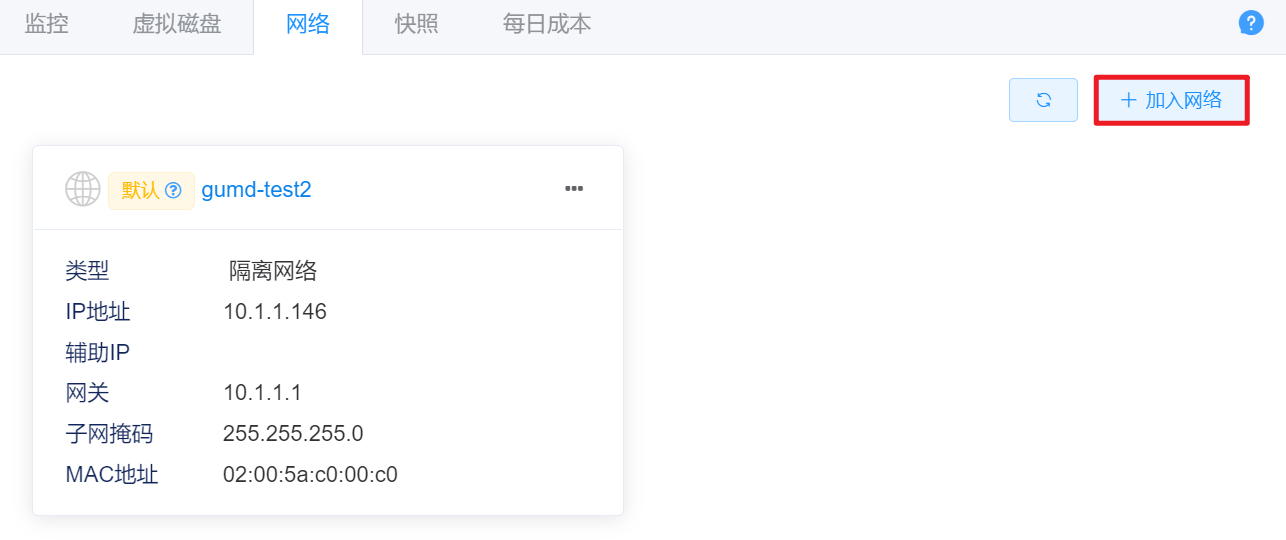 监控 虚拟磁盘 网络 快照 每日成本
加入网络
默认 gumd-test2
类型 隔离网络
IP地址 10.1.1.146
辅助IP
网关 10.1.1.1
子网掩码 255.255.255.0
MAC地址 02:00:5a:c0:00:c0